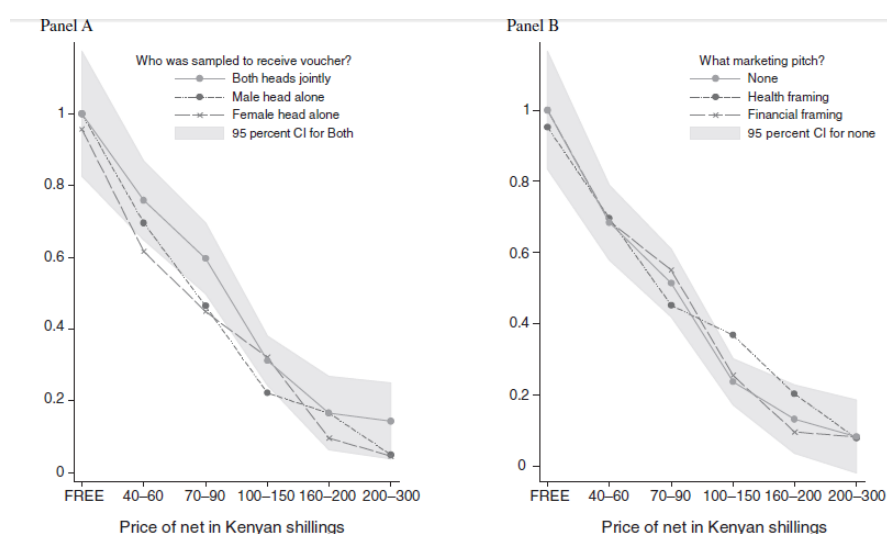 Panel A
Who was sampled to receive voucher?
Both heads jointly
Male head alone
Female head alone
95 percent CI for Both
1
0.8
0.6
0.4
0.2
0
FREE 40–60 70–90 100–150 160–200 200–300
Price of net in Kenyan shillings
Panel B
What marketing pitch?
None
Health framing
Financial framing
95 percent CI for none
1
0.8
0.6
0.4
0.2
0
FREE 40–60 70–90 100–150 160–200 200–300
Price of net in Kenyan shillings